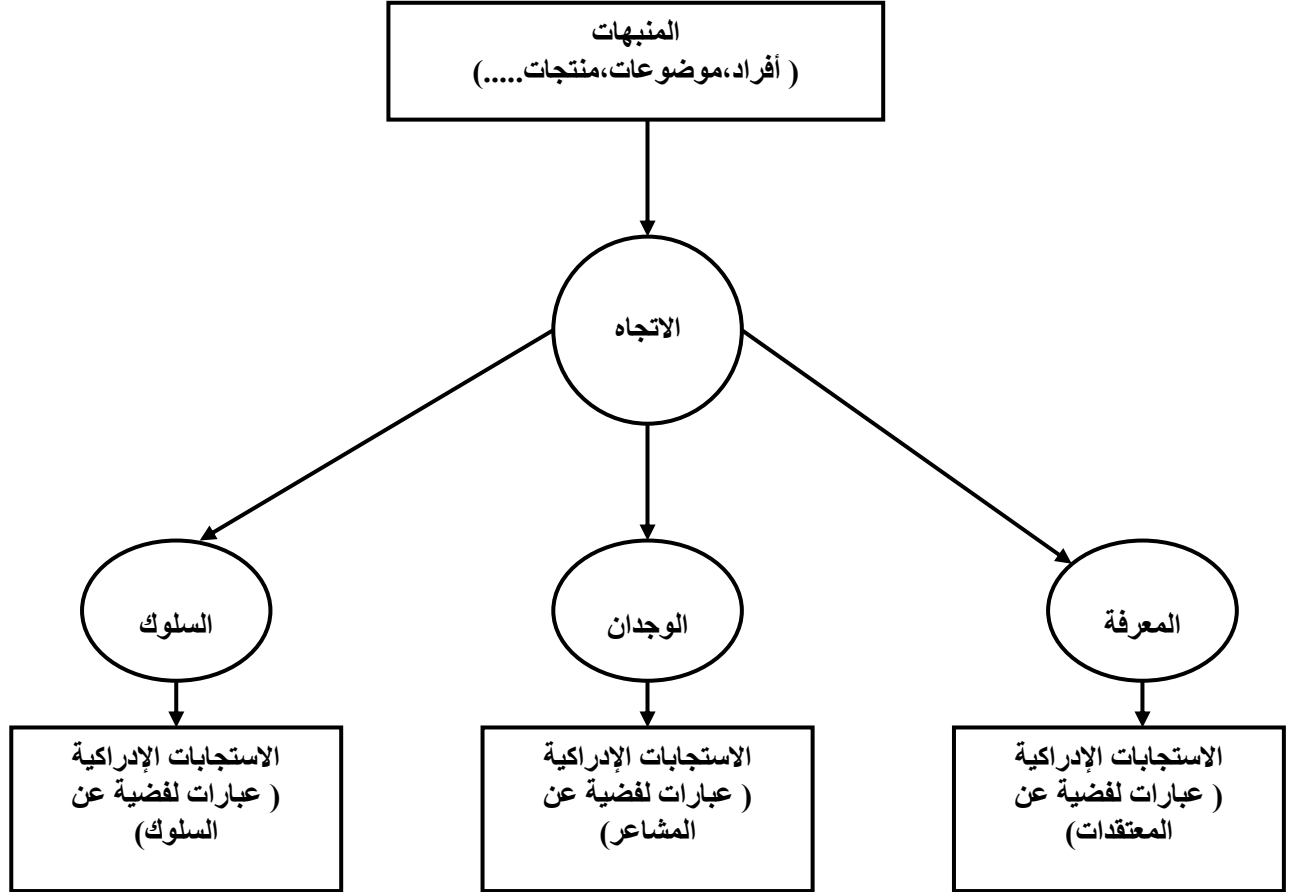 المنبهات
( أفراد،موضوعات،منتجات.....)
الاتجاه
المعرفة
الوجدان
السلوك
الاستجابات الإدراكية
( عبارات لفضية عن
المعتقدات)
الاستجابات الإدراكية
( عبارات لفضية عن
المشاعر)
الاستجابات الإدراكية
( عبارات لفضية عن
السلوك)